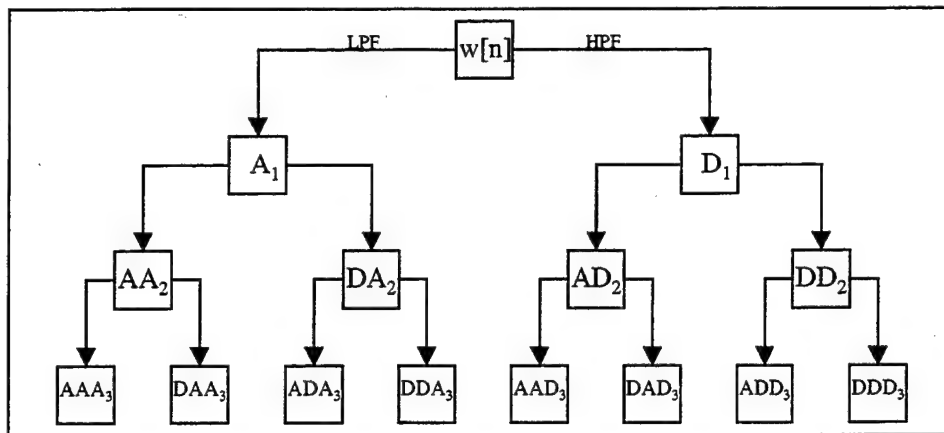 LPF w[n] HPF
A₁ D₁
AA₂ DA₂ AD₂ DD₂
AAA₃ DAA₃ ADA₃ DDA₃ AAD₃ DAD₃ ADD₃ DDD₃